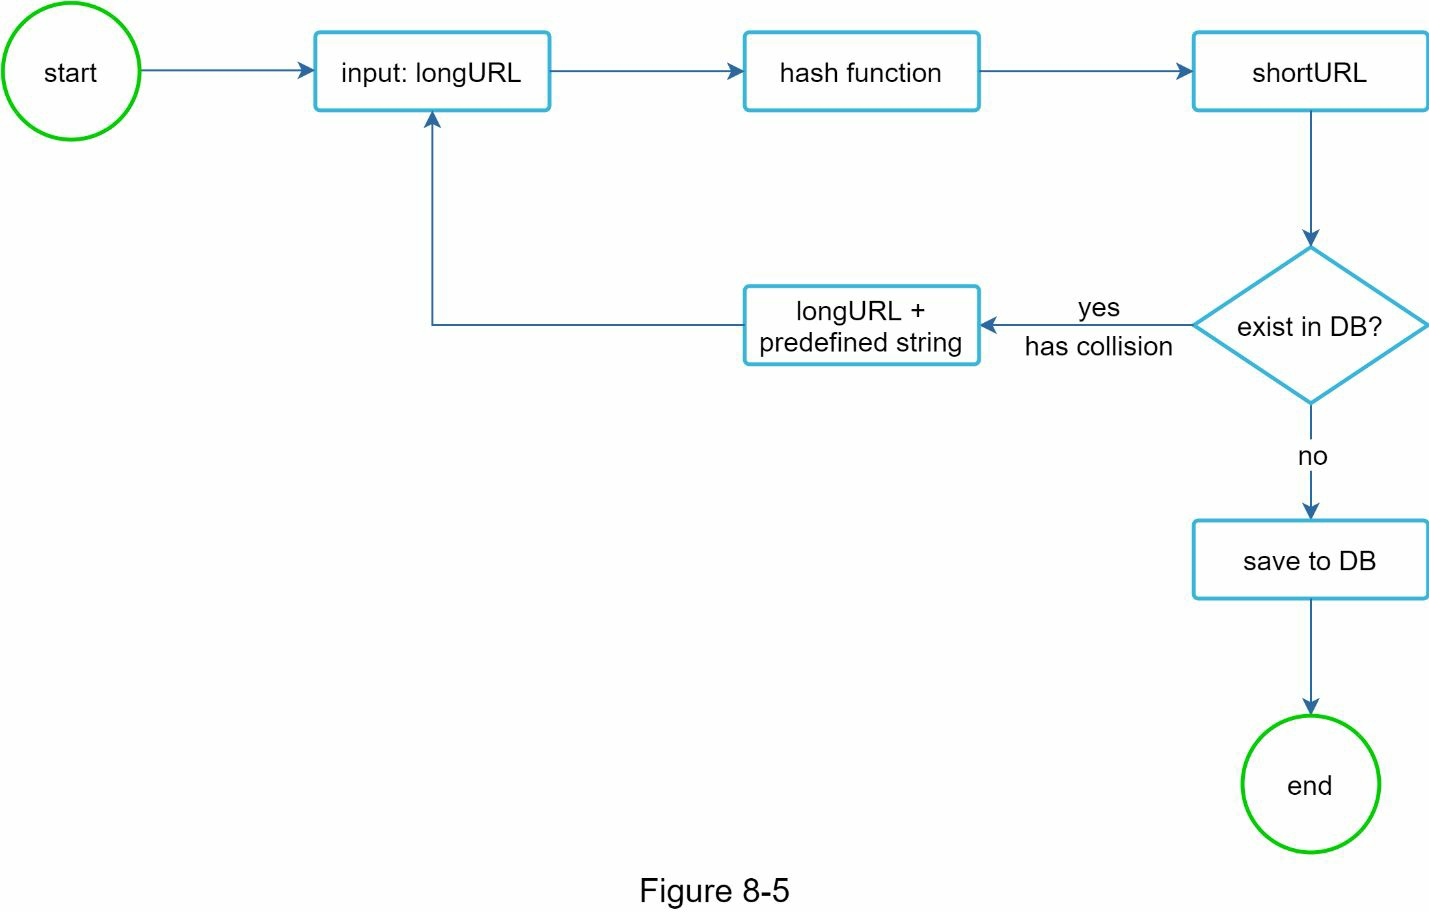 start
input: longURL
hash function
shortURL
longURL +
predefined string
yes
has collision
exist in DB?
no
save to DB
end
Figure 8-5